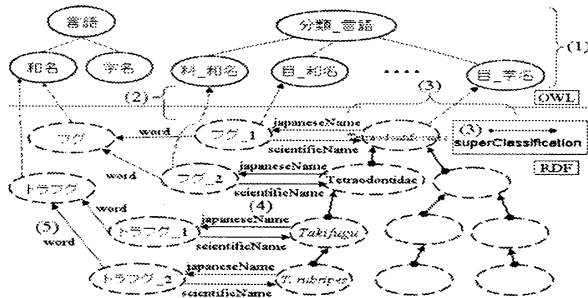 言語
分類_言語
(1)
和名
学名
科_和名
目_和名
••••
目_学名
(2)
(3)
OWL
フグ
word
フグ_1
japaneseName
scientificName
(3)
superClassification
RDF
word
フグ_2
japaneseName
scientificName
Tetraodontidae
トラフグ
word
(4)
(5)
word
トラフグ_1
japaneseName
scientificName
Takifugu
トラフグ_2
japaneseName
scientificName
T. rubripes